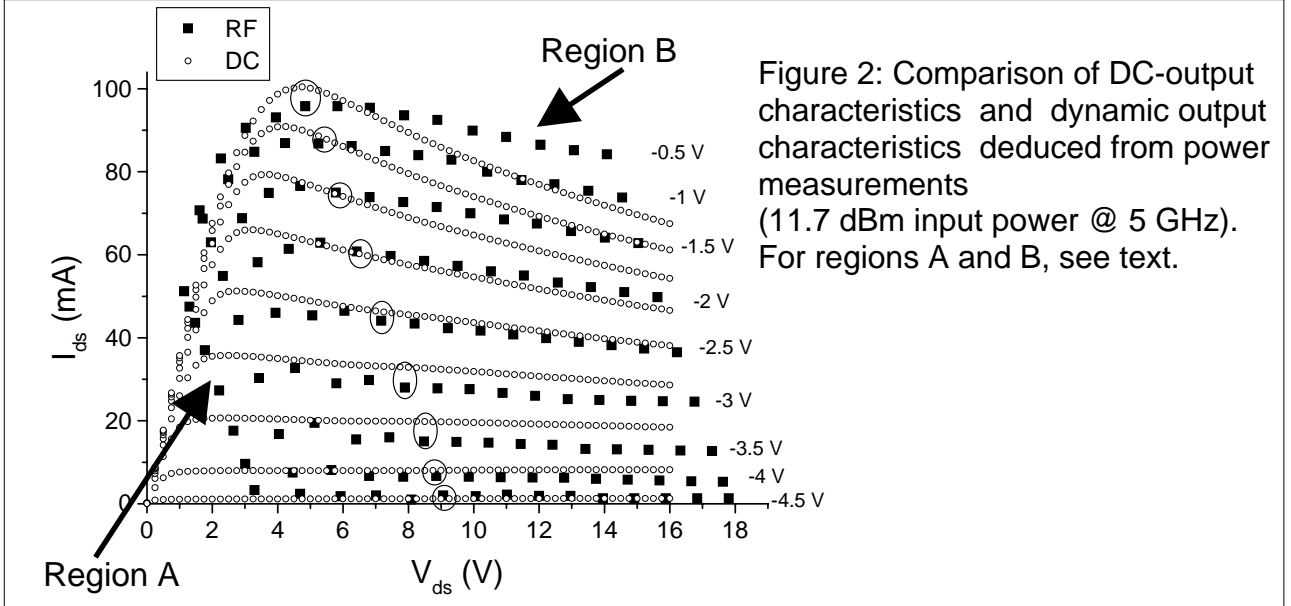 RF
DC
Region B
Figure 2: Comparison of DC-output
characteristics and dynamic output
characteristics deduced from power
measurements
(11.7 dBm input power @ 5 GHz).
For regions A and B, see text.
100
80
60
40
20
0
I_ds (mA)
-0.5 V
-1 V
-1.5 V
-2 V
-2.5 V
-3 V
-3.5 V
-4 V
-4.5 V
0 2 4 6 8 10 12 14 16 18
Region A
V_ds (V)